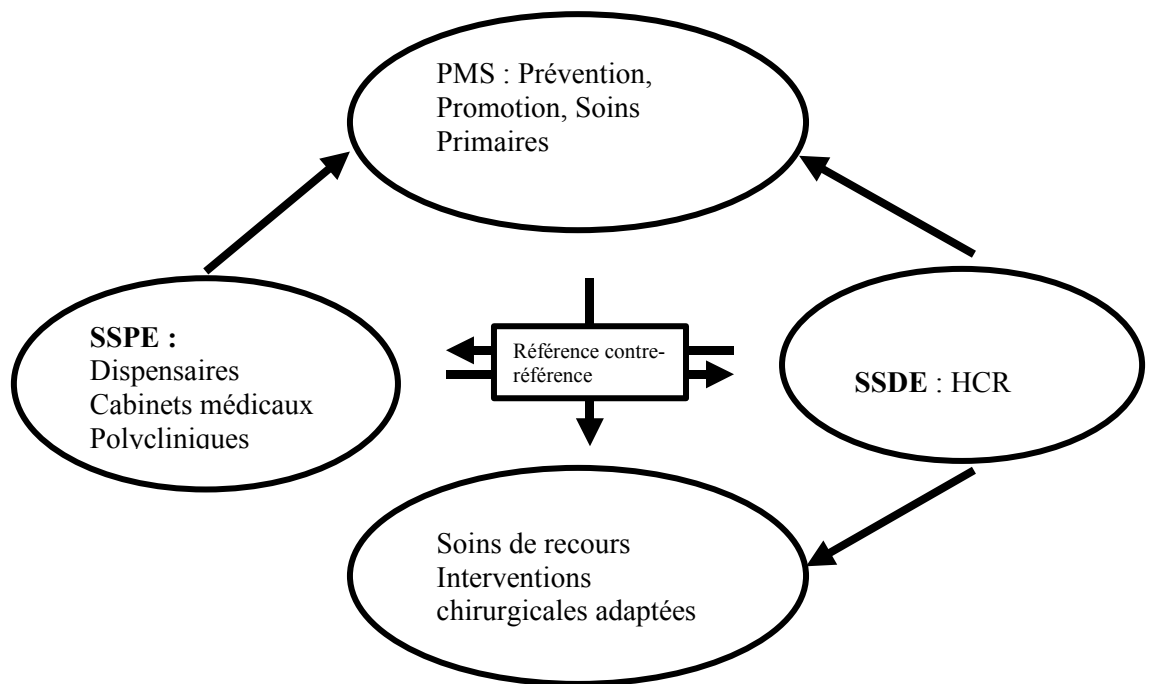 PMS : Prévention,
Promotion, Soins
Primaires
SSPE :
Dispensaires
Cabinets médicaux
Polycliniques
Référence contre-
référence
SSDE : HCR
Soins de recours
Interventions
chirurgicales adaptées